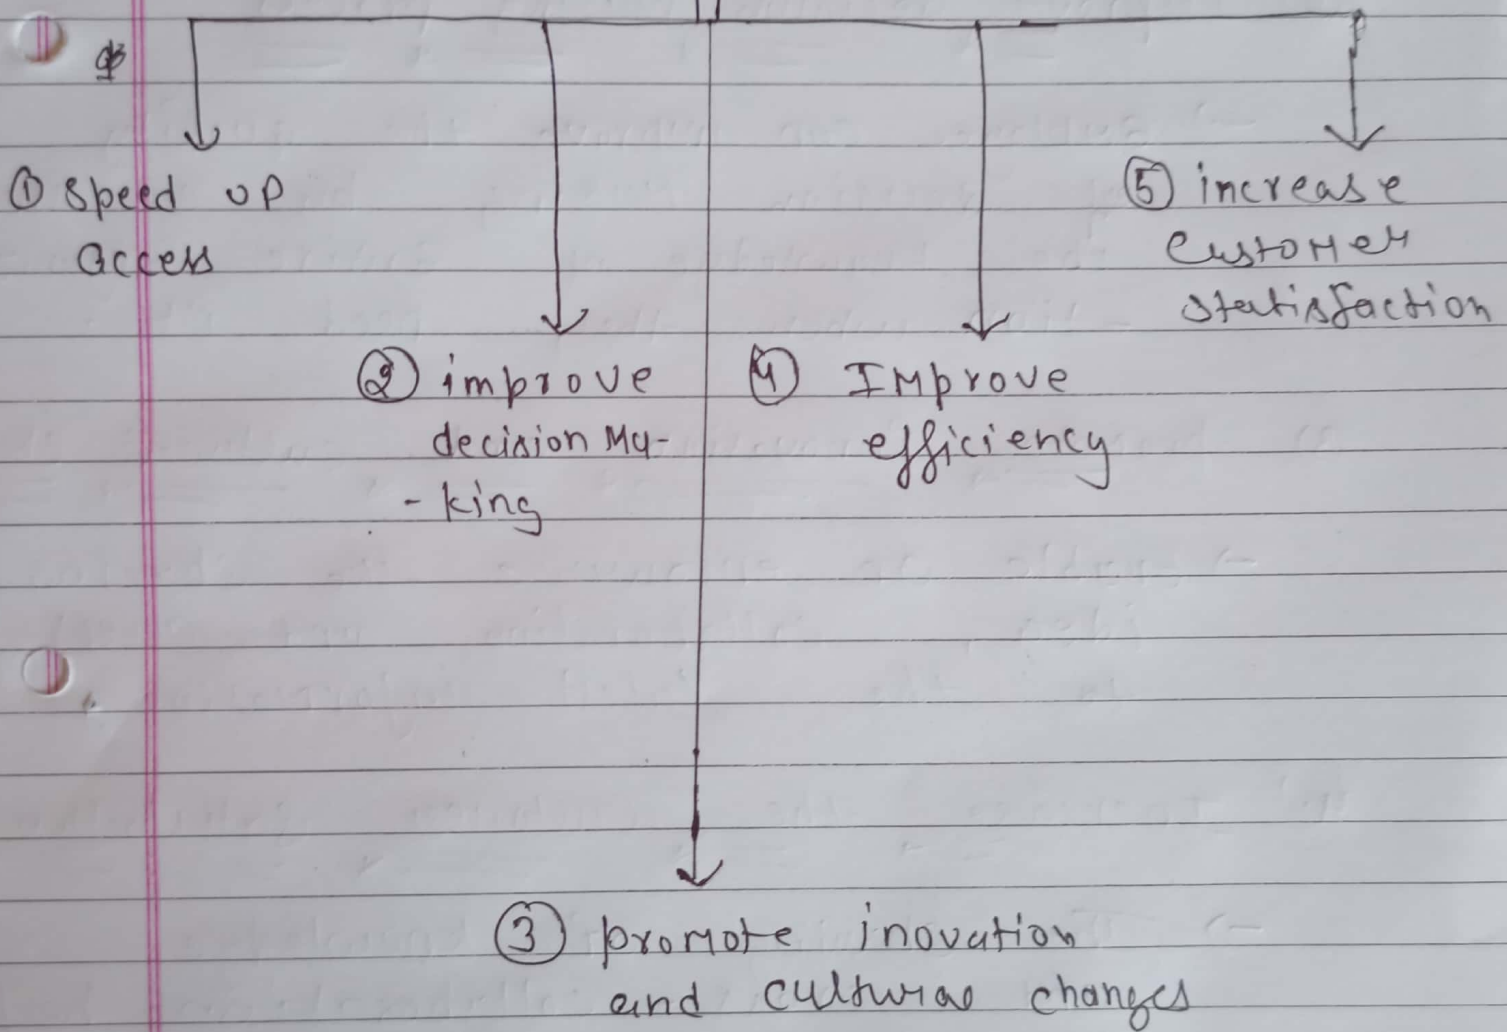 ① speed up
access
② improve
decision Ma-
- king
③ promote inovation
and cultural changes
④ Improve
efficiency
⑤ increase
customer
statisfaction